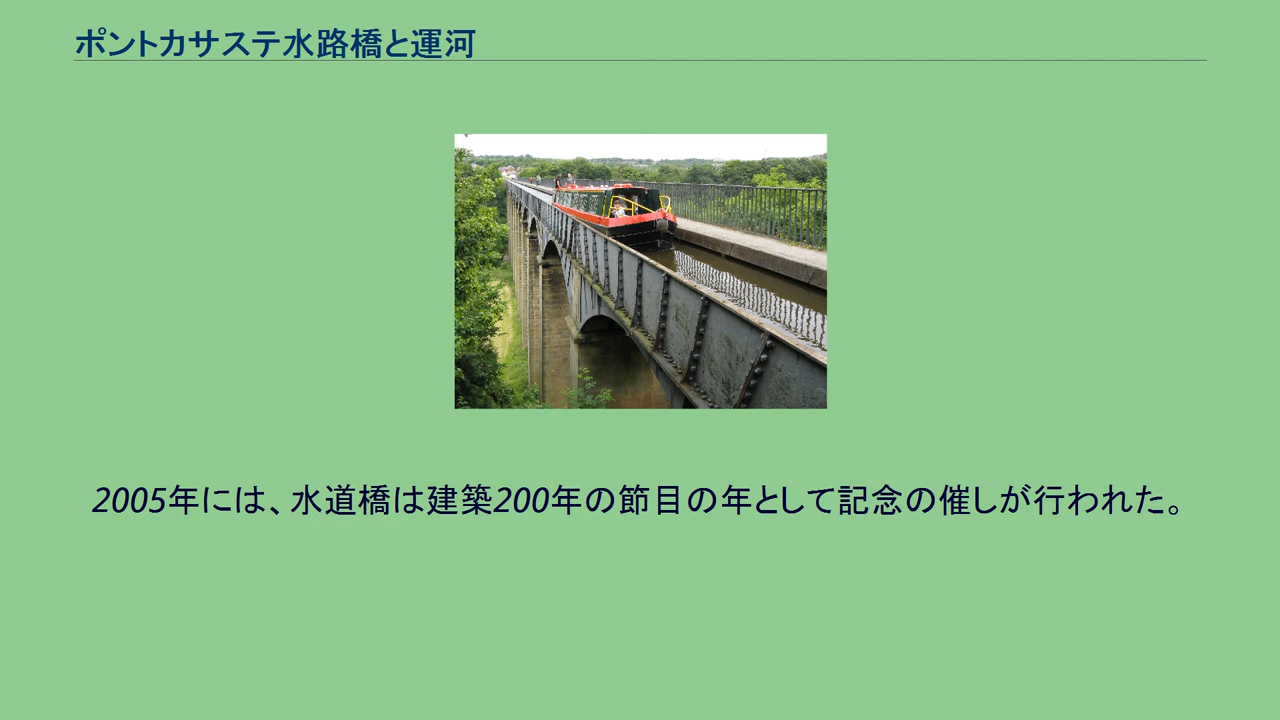 ポントカサステ水路橋と運河
2005年には、水道橋は建築200年の節目の年として記念の催しが行われた。